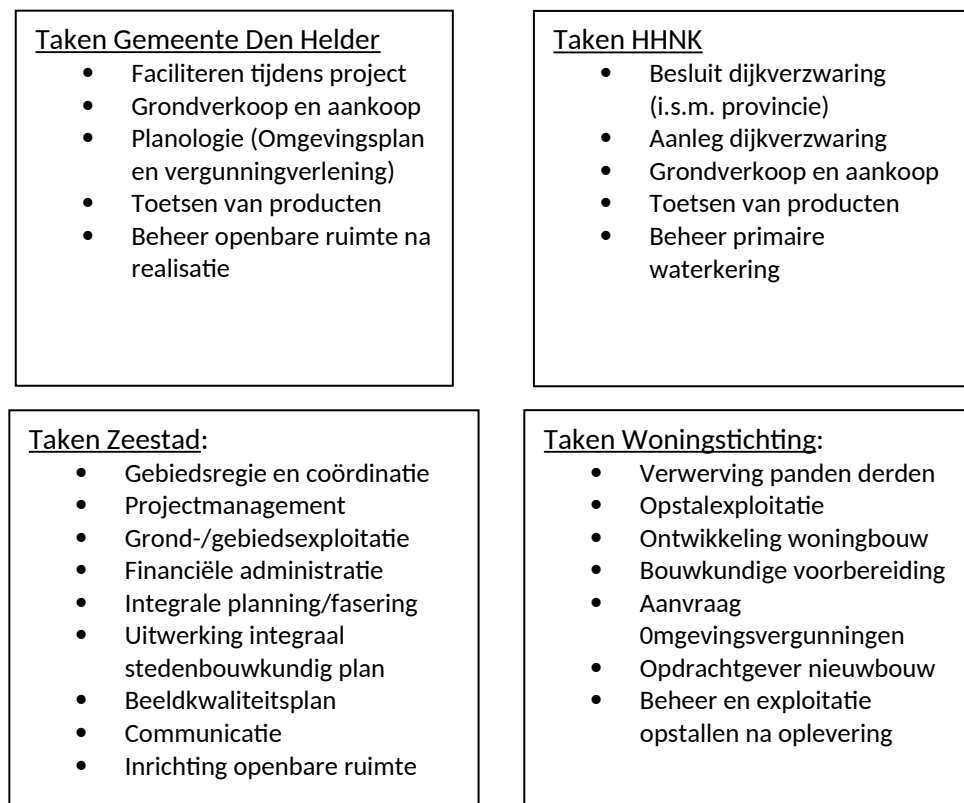 Taken Gemeente Den Helder
• Faciliteren tijdens project
• Grondverkoop en aankoop
• Planologie (Omgevingsplan
en vergunningverlening)
• Toetsen van producten
• Beheer openbare ruimte na
realisatie
Taken HHNK
• Besluit dijkverzwaring
(i.s.m. provincie)
• Aanleg dijkverzwaring
• Grondverkoop en aankoop
• Toetsen van producten
• Beheer primaire
waterkering
Taken Zeestad:
• Gebiedsregie en coördinatie
• Projectmanagement
• Grond-/gebiedsexploitatie
• Financiële administratie
• Integrale planning/fasering
• Uitwerking integraal
stedenbouwkundig plan
• Beeldkwaliteitsplan
• Communicatie
• Inrichting openbare ruimte
Taken Woningstichting:
• Verwerving panden derden
• Opstalexploitatie
• Ontwikkeling woningbouw
• Bouwkundige voorbereiding
• Aanvraag
0mgevingsvergunningen
• Opdrachtgever nieuwbouw
• Beheer en exploitatie
opstallen na oplevering